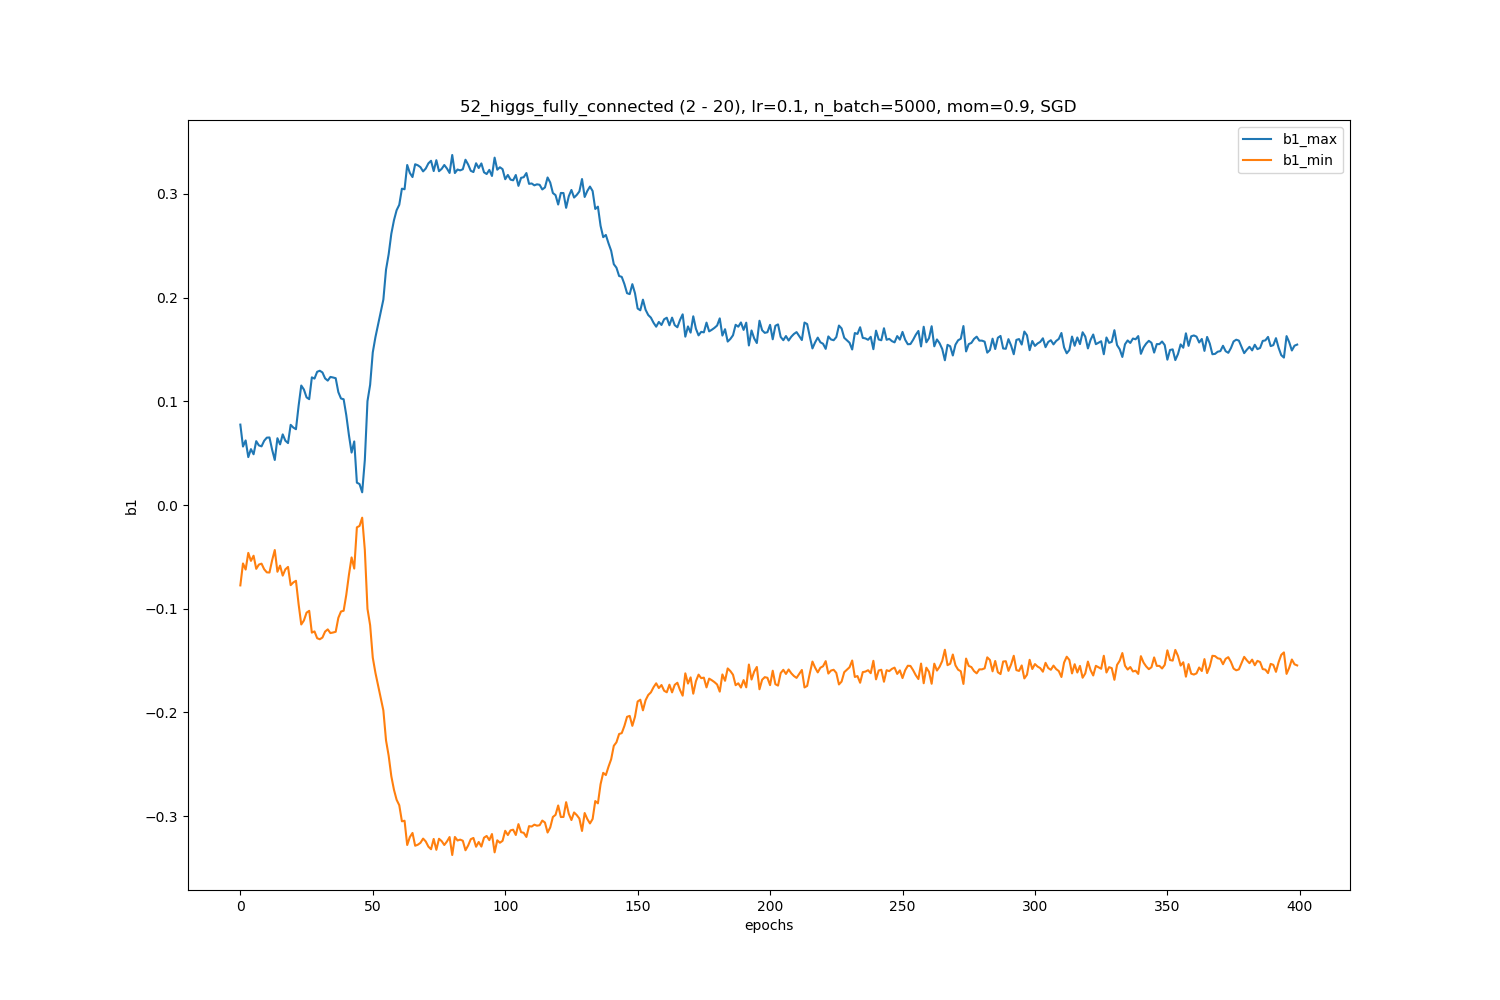 52_higgs_fully_connected (2 - 20), lr=0.1, n_batch=5000, mom=0.9, SGD
b1_max
b1_min
0.3
0.2
0.1
0.0
−0.1
−0.2
−0.3
b1
0 50 100 150 200 250 300 350 400
epochs